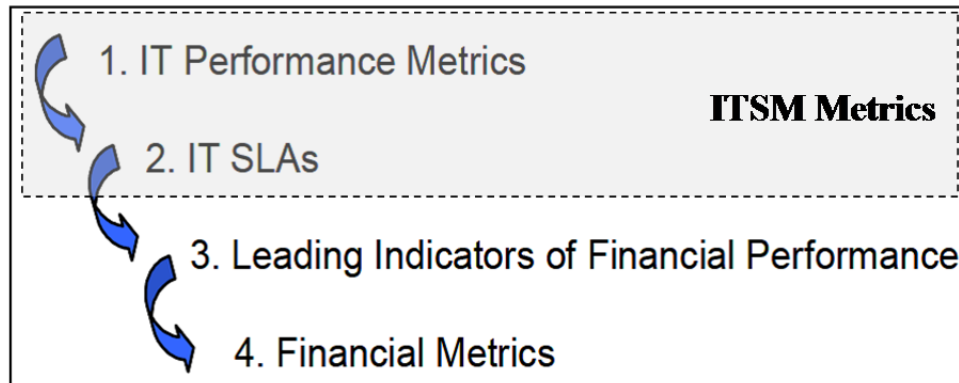 1. IT Performance Metrics
ITSM Metrics
2. IT SLAs
3. Leading Indicators of Financial Performance
4. Financial Metrics